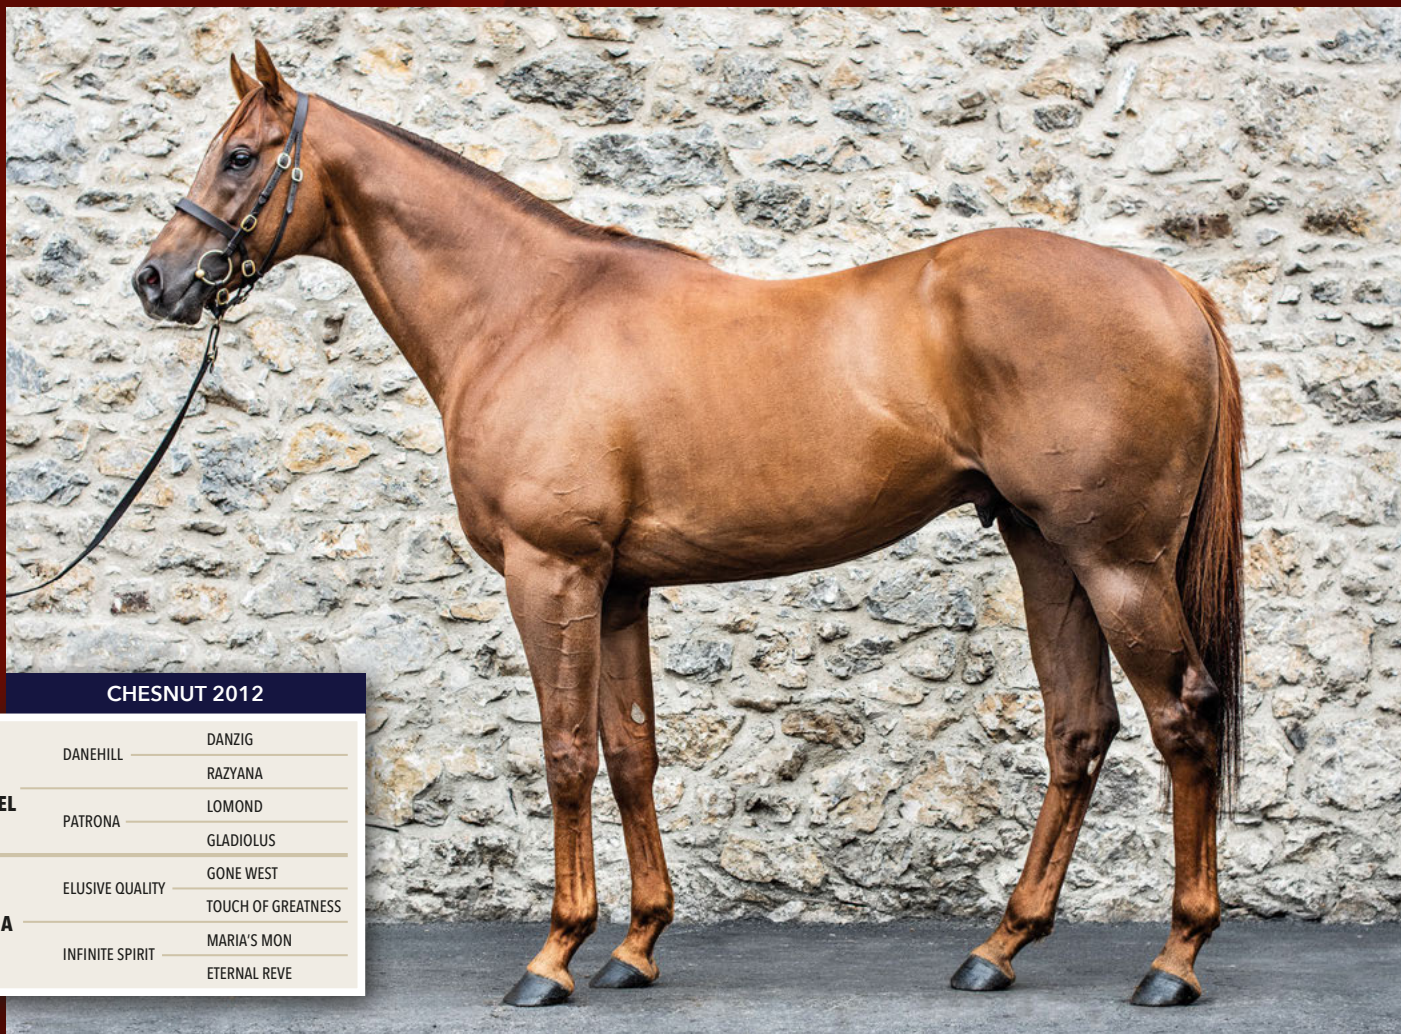 CHESNUT 2012
DANZIG
DANEHILL
RAZYANA
EL
LOMOND
PATRONA
GLADIOLUS
GONE WEST
ELUSIVE QUALITY
TOUCH OF GREATNESS
A
MARIA'S MON
INFINITE SPIRIT
ETERNAL REVE